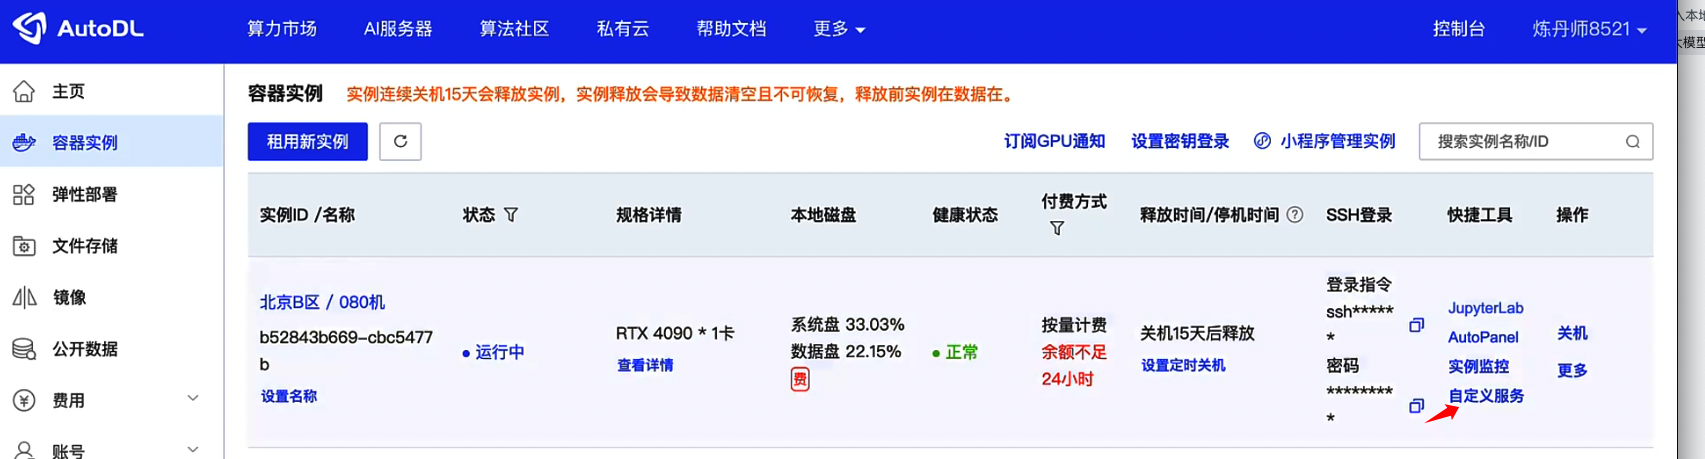 AutoDL
算力市场
AI服务器
算法社区
私有云
帮助文档
更多
控制台
炼丹师8521
主页
容器实例
弹性部署
文件存储
镜像
公开数据
费用
账号
容器实例
实例连续关机15天会释放实例，实例释放会导致数据清空且不可恢复，释放前实例在数据在。
租用新实例
订阅GPU通知
设置密钥登录
小程序管理实例
搜索实例名称/ID
实例ID /名称
状态
规格详情
本地磁盘
健康状态
付费方式
释放时间/停机时间
SSH登录
快捷工具
操作
北京B区 / 080机
b52843b669-cbc5477
b
设置名称
运行中
RTX 4090 * 1卡
查看详情
系统盘 33.03%
数据盘 22.15%
费
正常
按量计费
余额不足
24小时
关机15天后释放
设置定时关机
登录指令
ssh******
*
密码
*********
*
JupyterLab
AutoPanel
实例监控
自定义服务
关机
更多
入本地
大模型